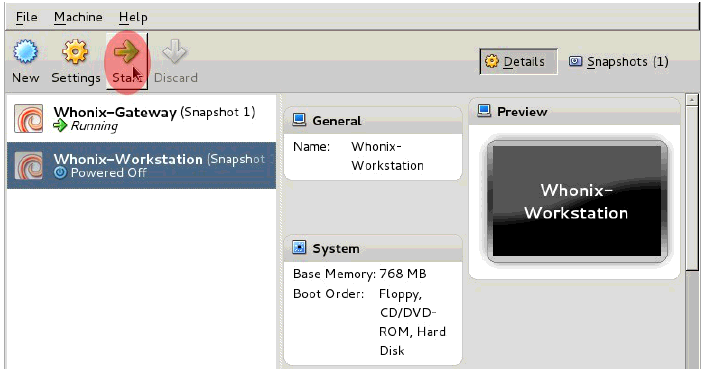 File Machine Help
New Settings Start Discard
Details Snapshots (1)
Whonix-Gateway (Snapshot 1)
Running
Whonix-Workstation (Snapshot
Powered Off
General
Name: Whonix-
Workstation
System
Base Memory: 768 MB
Boot Order: Floppy,
CD/DVD-
ROM, Hard
Disk
Preview
Whonix-
Workstation